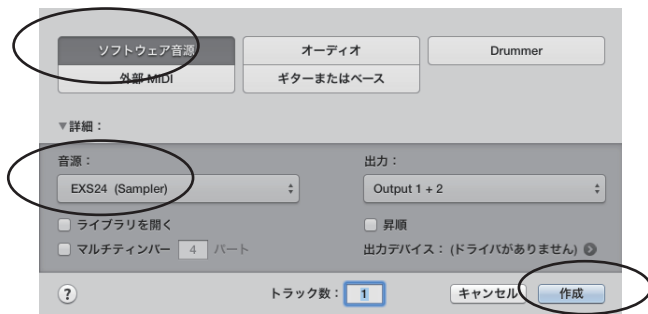 ソフトウェア音源 オーディオ Drummer
外部 MIDI ギターまたはベース
▼詳細：
音源： 出力：
EXS24 (Sampler) Output 1 + 2
ライブラリを開く 昇順
マルチティンバー 4 パート 出力デバイス： (ドライバがありません)
? トラック数： 1 キャンセル 作成